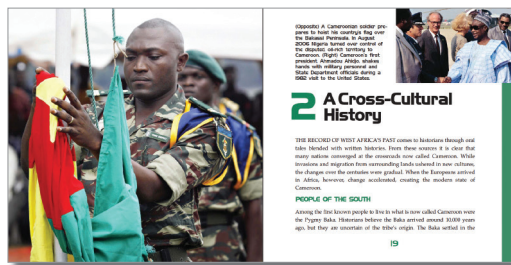 (Opposite) A Cameroonian soldier pre-
pares to hoist his country's flag over
the Bakassi Peninsula. In August
2006 Nigeria turned over control of
the disputed, oil-rich territory to
Cameroon. (Right) Cameroon's first
president, Ahmadou Ahidjo, shakes
hands with military personnel and
State Department officials during a
1982 visit to the United States.
2 A Cross-Cultural
History
THE RECORD OF WEST AFRICA'S PAST comes to historians through oral
tales blended with written histories. From these sources it is clear that
many nations converged at the crossroads now called Cameroon. While
invasions and migration from surrounding lands ushered in new cultures,
the changes over the centuries were gradual. When the Europeans arrived
in Africa, however, change accelerated, creating the modern state of
Cameroon.
PEOPLE OF THE SOUTH
Among the first known people to live in what is now called Cameroon were
the Pygmy Baka. Historians believe the Baka arrived around 10,000 years
ago, but they are uncertain of the tribe's origin. The Baka settled in the
19